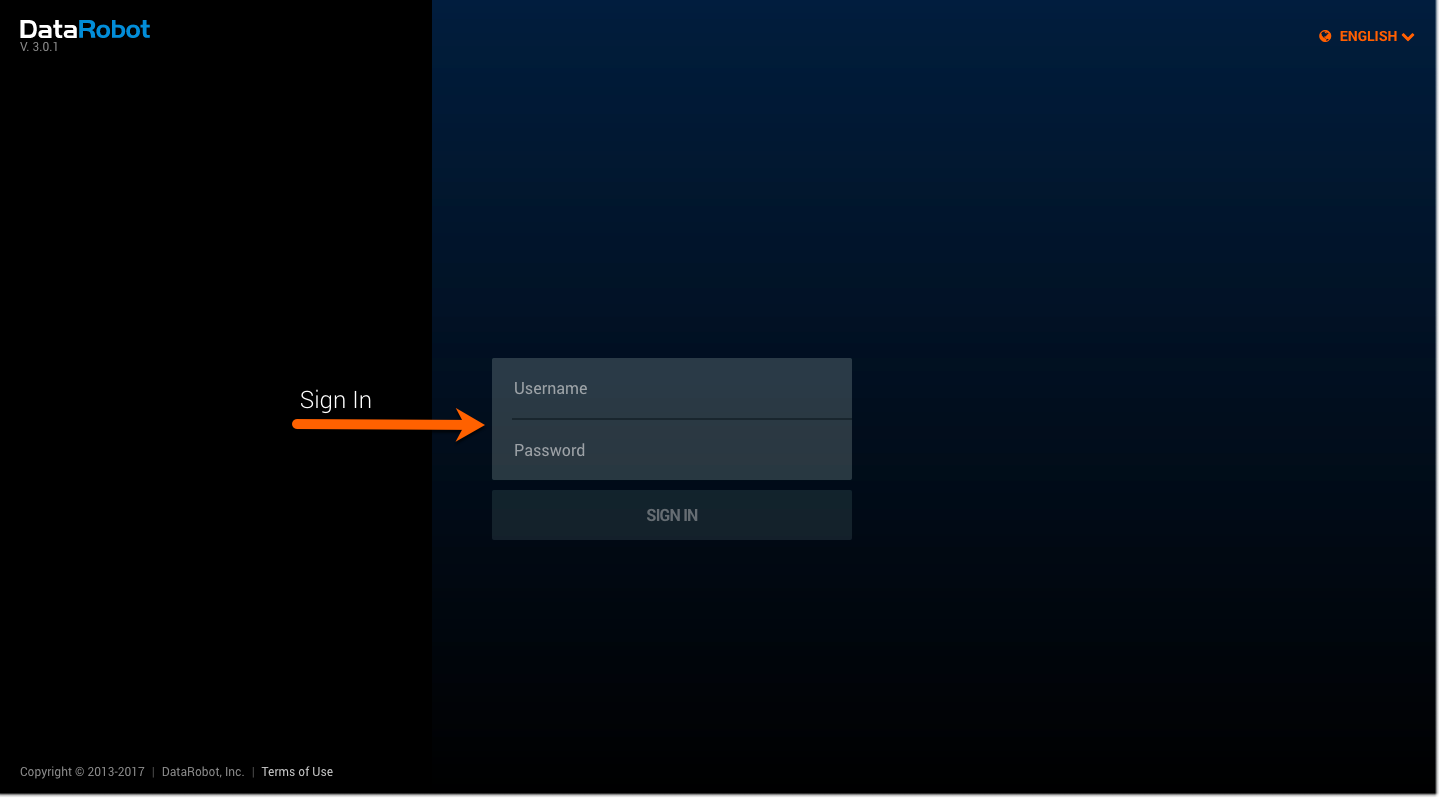 DataRobot
V. 3.0.1
ENGLISH
Sign In
Username
Password
SIGN IN
Copyright © 2013-2017 | DataRobot, Inc. | Terms of Use